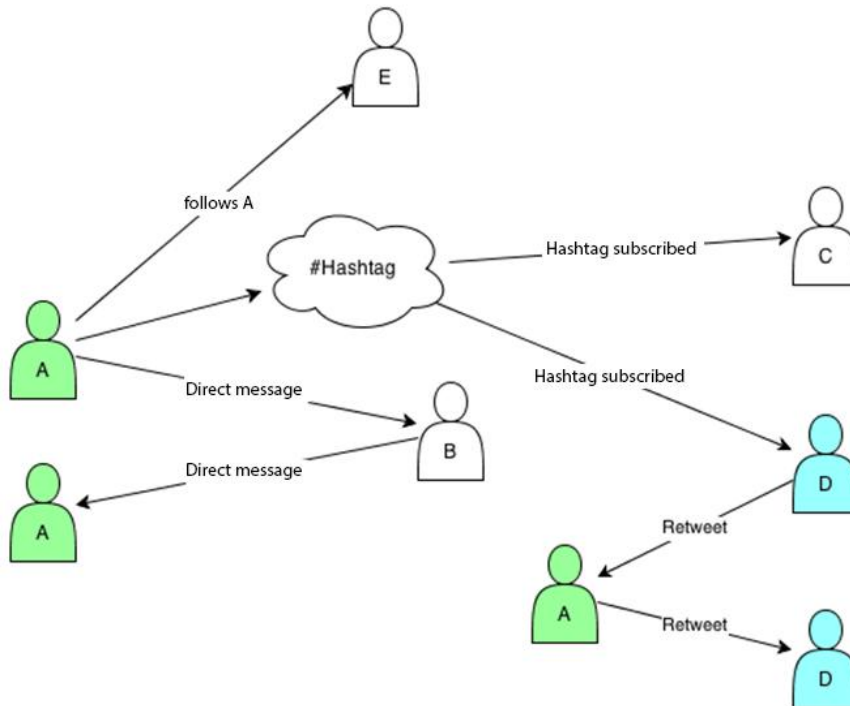 E
follows A
C
Hashtag subscribed
#Hashtag
A
Hashtag subscribed
Direct message
B
Direct message
D
A
Retweet
A
Retweet
D